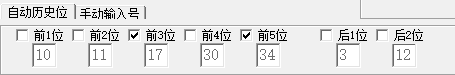 自动历史位 手动输入号
前1位 前2位 前3位 前4位 前5位 后1位 后2位
10 11 17 30 34 3 12